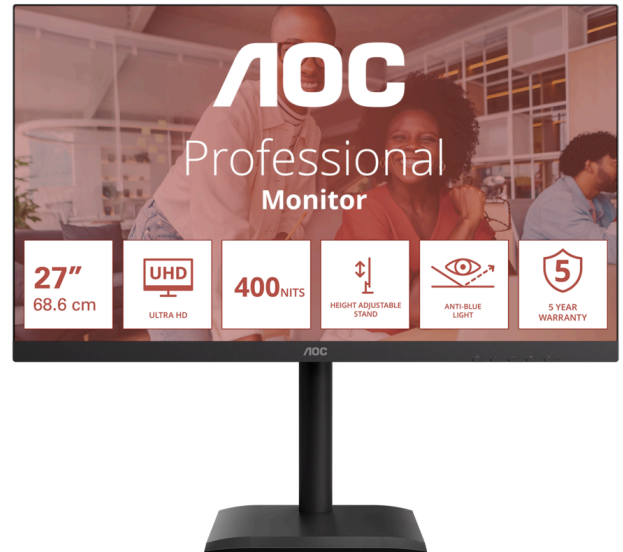 AOC
Professional
Monitor
27”
68.6 cm
UHD
ULTRA HD
400NITS
HEIGHT ADJUSTABLE
STAND
ANTI-BLUE
LIGHT
5
5 YEAR
WARRANTY
AOC